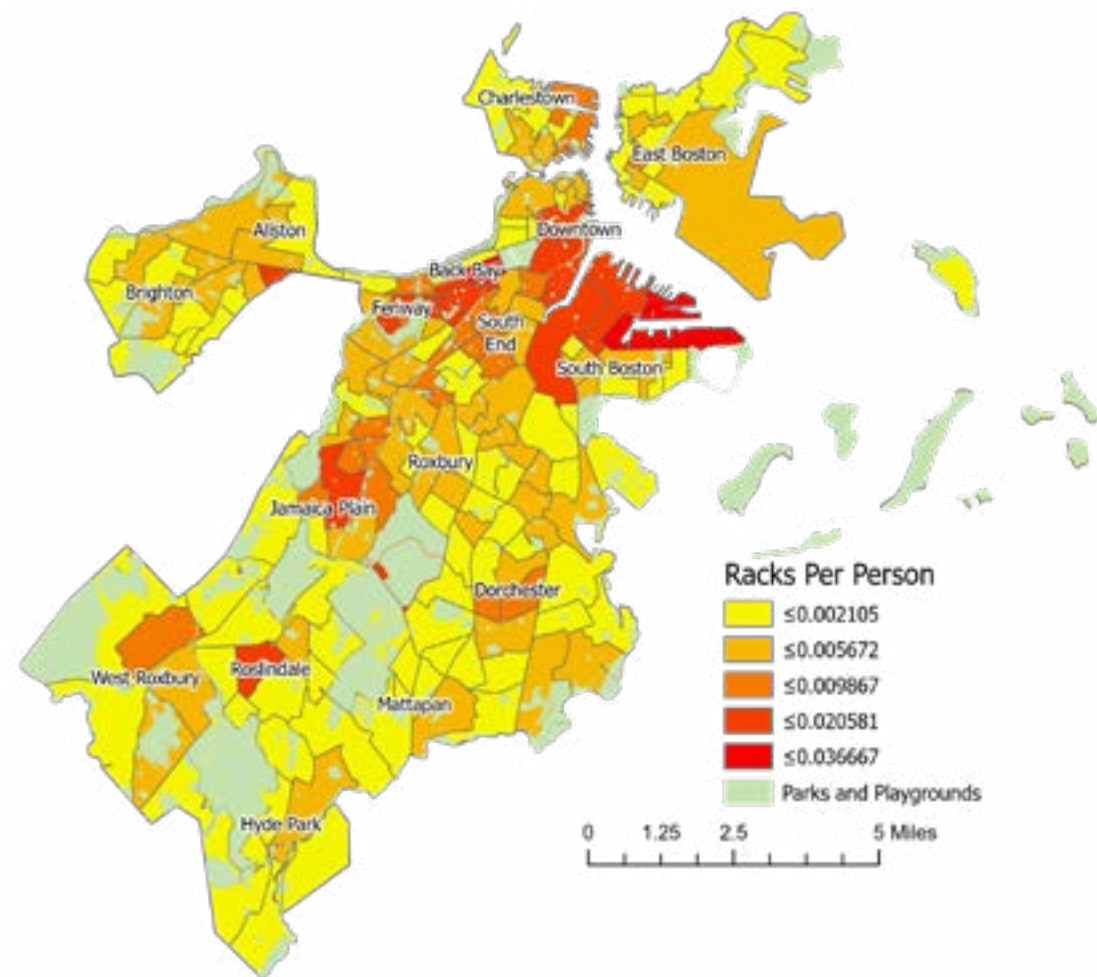 Charlestown
East Boston
Allston
Downtown
Back Bay
Brighton
Fenway
South
End
South Boston
Roxbury
Jamaica Plain
Dorchester
West Roxbury
Roslindale
Mattapan
Hyde Park
Racks Per Person
≤0.002105
≤0.005672
≤0.009867
≤0.020581
≤0.036667
Parks and Playgrounds
0 1.25 2.5 5 Miles